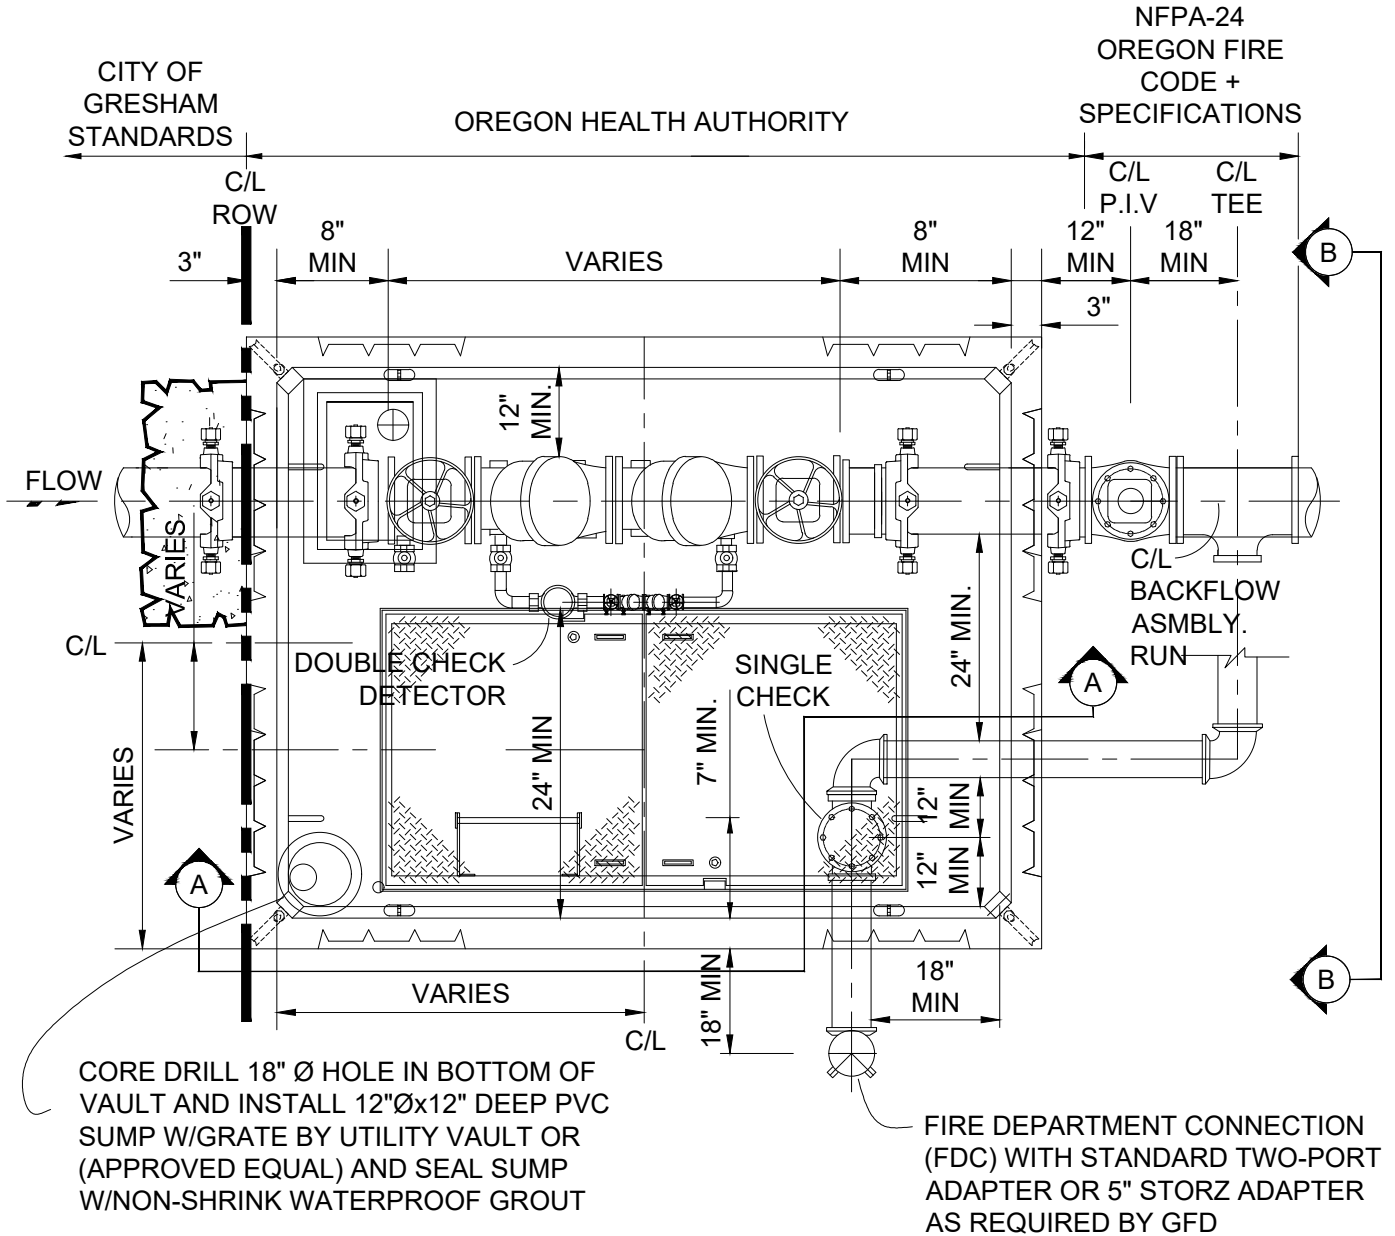 NFPA-24
OREGON FIRE
CODE +
SPECIFICATIONS
CITY OF
GRESHAM
STANDARDS
OREGON HEALTH AUTHORITY
C/L
ROW
C/L
P.I.V
C/L
TEE
3"
8"
MIN
VARIES
8"
MIN
12"
MIN
18"
MIN
B
3"
12"
MIN.
FLOW
VARIES
C/L
BACKFLOW
ASMBLY.
RUN
24" MIN.
C/L
DOUBLE CHECK
DETECTOR
SINGLE
CHECK
A
7" MIN.
24" MIN
VARIES
12"
MIN
12"
MIN
A
18"
MIN
B
VARIES
18" MIN
C/L
CORE DRILL 18" Ø HOLE IN BOTTOM OF
VAULT AND INSTALL 12"Øx12" DEEP PVC
SUMP W/GRATE BY UTILITY VAULT OR
(APPROVED EQUAL) AND SEAL SUMP
W/NON-SHRINK WATERPROOF GROUT
FIRE DEPARTMENT CONNECTION
(FDC) WITH STANDARD TWO-PORT
ADAPTER OR 5" STORZ ADAPTER
AS REQUIRED BY GFD